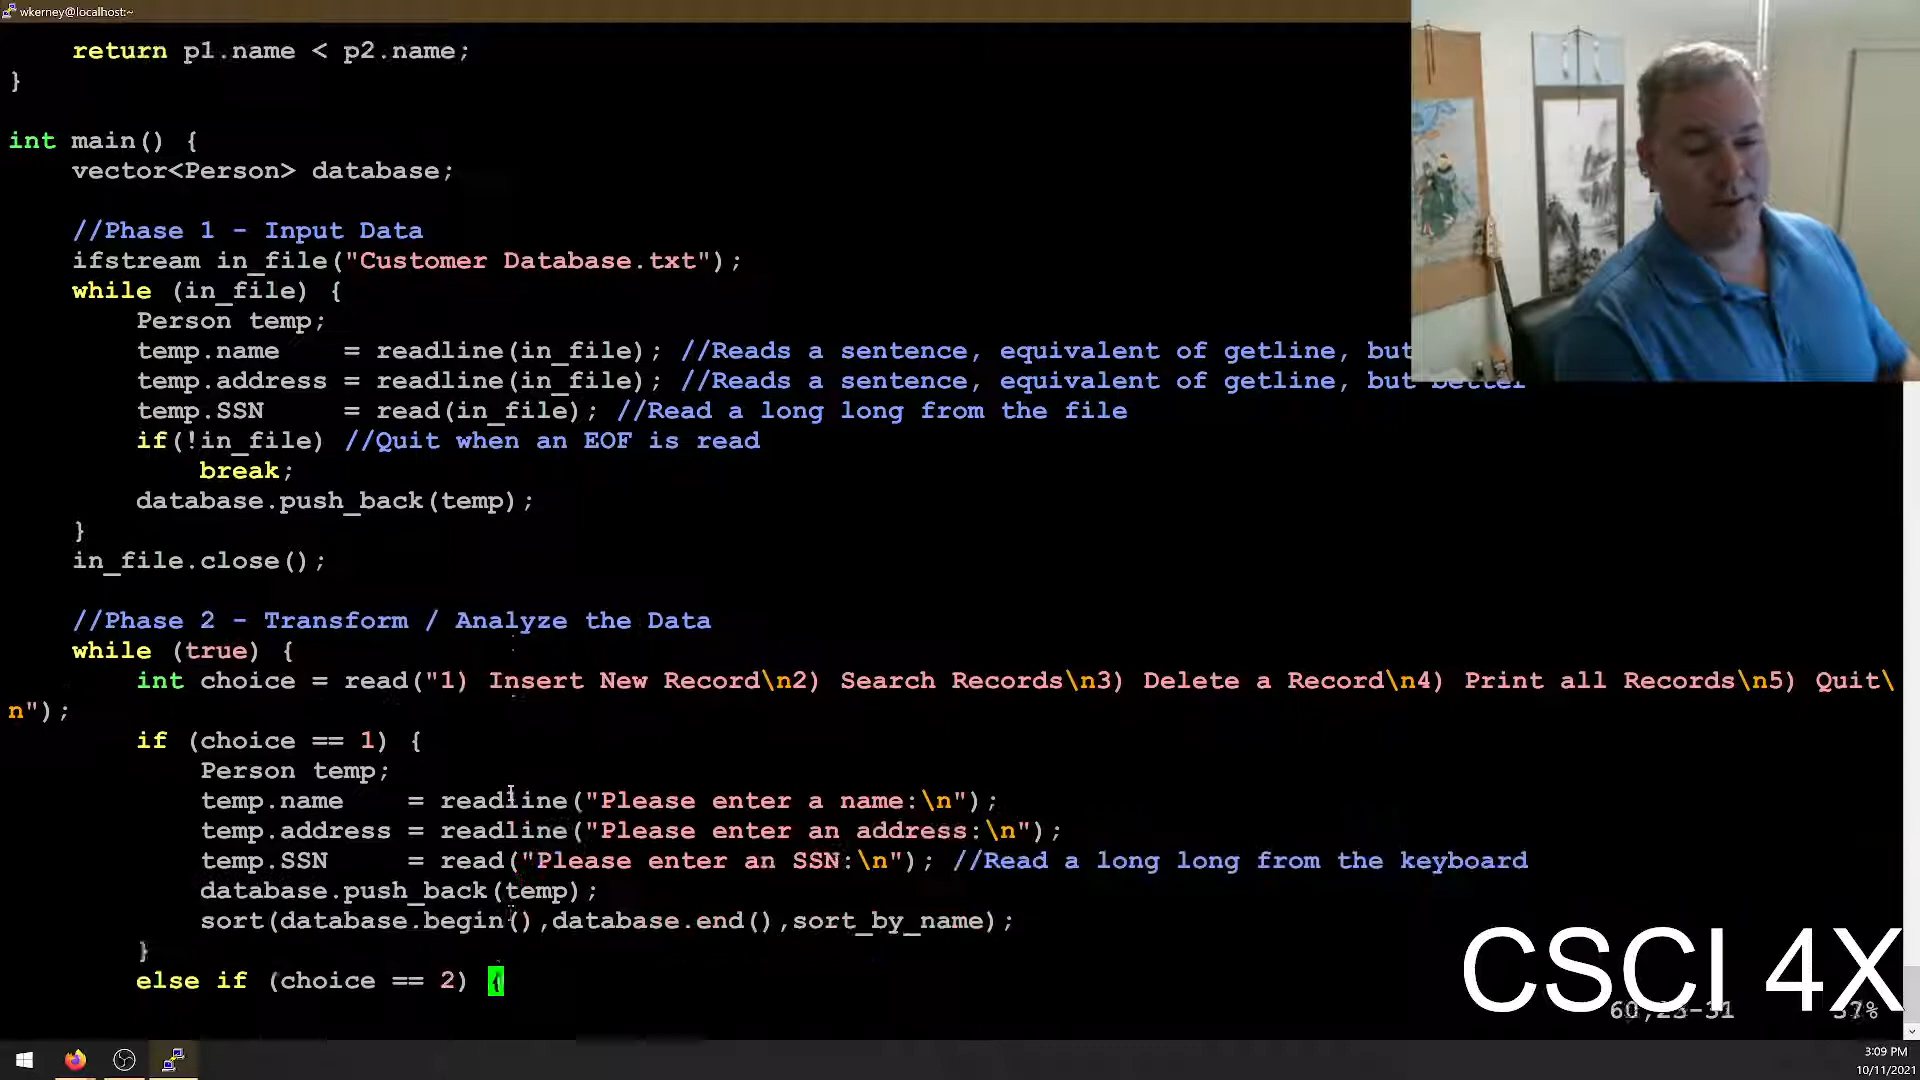 wkerney@localhost:~
    return p1.name < p2.name;
}
int main() {
    vector<Person> database;
    //Phase 1 - Input Data
    ifstream in_file("Customer Database.txt");
    while (in_file) {
        Person temp;
        temp.name    = readline(in_file); //Reads a sentence, equivalent of getline, but
        temp.address = readline(in_file); //Reads a sentence, equivalent of getline, but better
        temp.SSN     = read(in_file); //Read a long long from the file
        if(!in_file) //Quit when an EOF is read
            break;
        database.push_back(temp);
    }
    in_file.close();
    //Phase 2 - Transform / Analyze the Data
    while (true) {
        int choice = read("1) Insert New Record\n2) Search Records\n3) Delete a Record\n4) Print all Records\n5) Quit\
n");
        if (choice == 1) {
            Person temp;
            temp.name    = readline("Please enter a name:\n");
            temp.address = readline("Please enter an address:\n");
            temp.SSN     = read("Please enter an SSN:\n"); //Read a long long from the keyboard
            database.push_back(temp);
            sort(database.begin(),database.end(),sort_by_name);
        }
        else if (choice == 2) {
CSCI 4X
37%
3:09 PM
10/11/2021